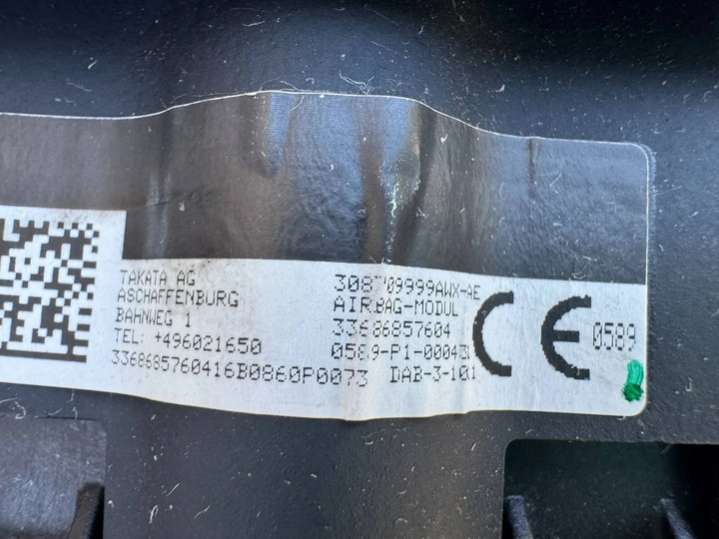 TAKATA AG
ASCHAFFENBURG
BAHNWEG 1
TEL: +496021650
3368685760416B0860P0073
AIRBAG-MODUL
33686857604
DAB-3-101
CE 0589